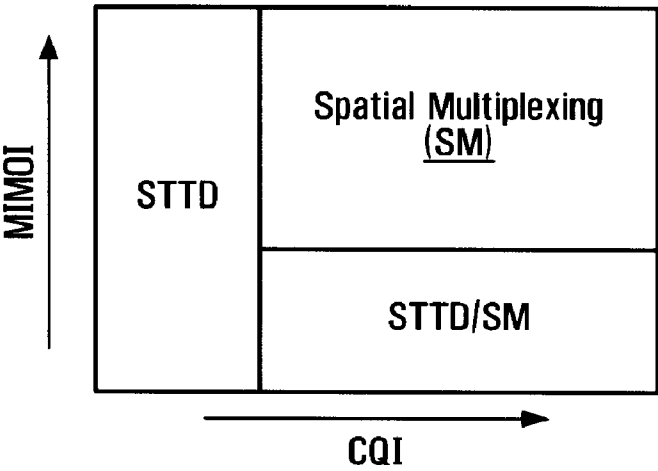 MIMOI
STTD
Spatial Multiplexing
(SM)
STTD/SM
CQI